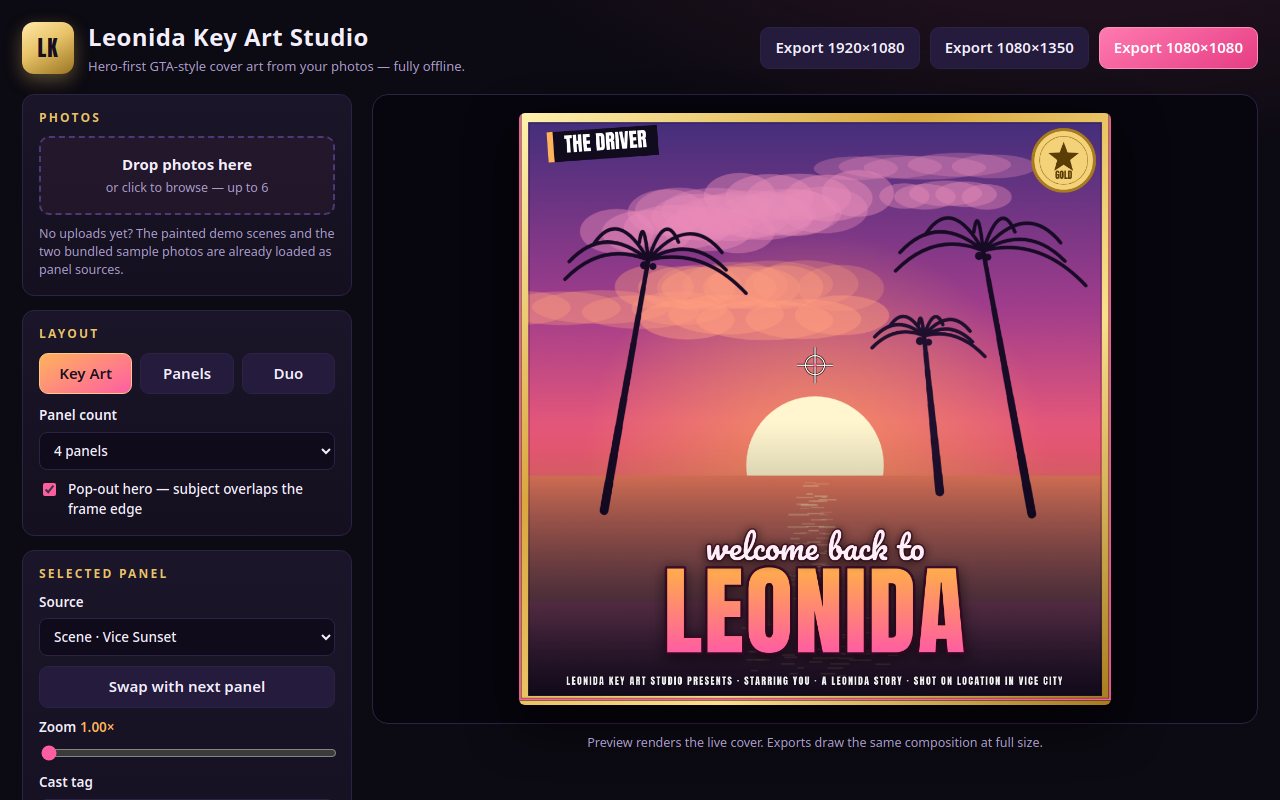 LK
Leonida Key Art Studio
Hero-first GTA-style cover art from your photos — fully offline.
Export 1920×1080
Export 1080×1350
Export 1080×1080
PHOTOS
Drop photos here
or click to browse — up to 6
No uploads yet? The painted demo scenes and the
two bundled sample photos are already loaded as
panel sources.
LAYOUT
Key Art
Panels
Duo
Panel count
4 panels
Pop-out hero — subject overlaps the
frame edge
SELECTED PANEL
Source
Scene · Vice Sunset
Swap with next panel
Zoom 1.00×
Cast tag
THE DRIVER
GOLD
welcome back to
LEONIDA
LEONIDA KEY ART STUDIO PRESENTS · STARRING YOU · A LEONIDA STORY · SHOT ON LOCATION IN VICE CITY
Preview renders the live cover. Exports draw the same composition at full size.